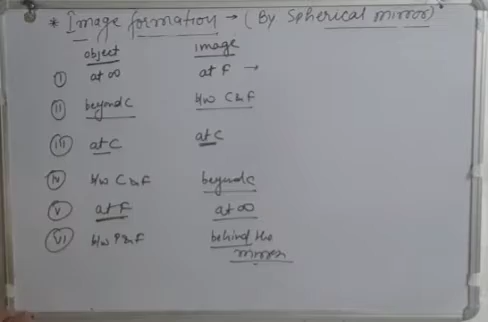 * Image formation → (By Spherical mirror)
object image
(i) at ∞ at F →
(ii) beyond C b/w C & F
(iii) at C at C
(iv) b/w C & F beyond C
(v) at F at ∞
(vi) b/w P & F behind the
mirror